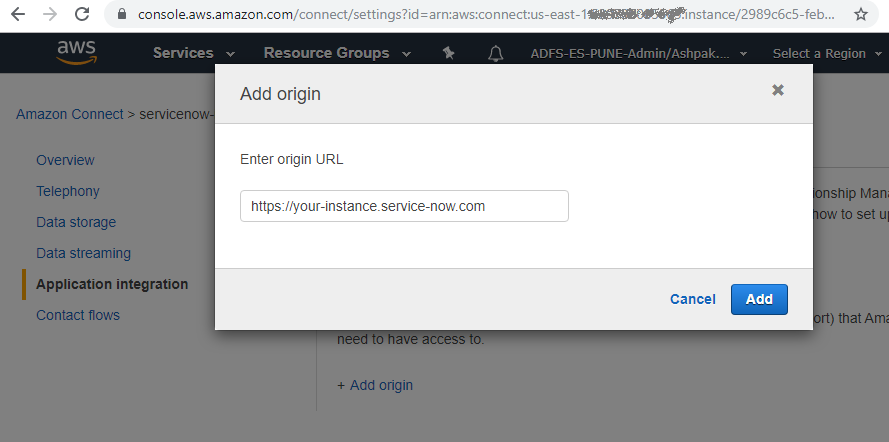 console.aws.amazon.com/connect/settings?id=arn:aws:connect:us-east-1 :instance/2989c6c5-feb...
aws Services Resource Groups ADFS-ES-PUNE-Admin/Ashpak.... Select a Region
Add origin
Amazon Connect > servicenow-
Enter origin URL
Overview
https://your-instance.service-now.com
Telephony
Data storage
how to set up
Data streaming
Application integration
Cancel Add
Contact flows
ort) that Ama
need to have access to.
+ Add origin